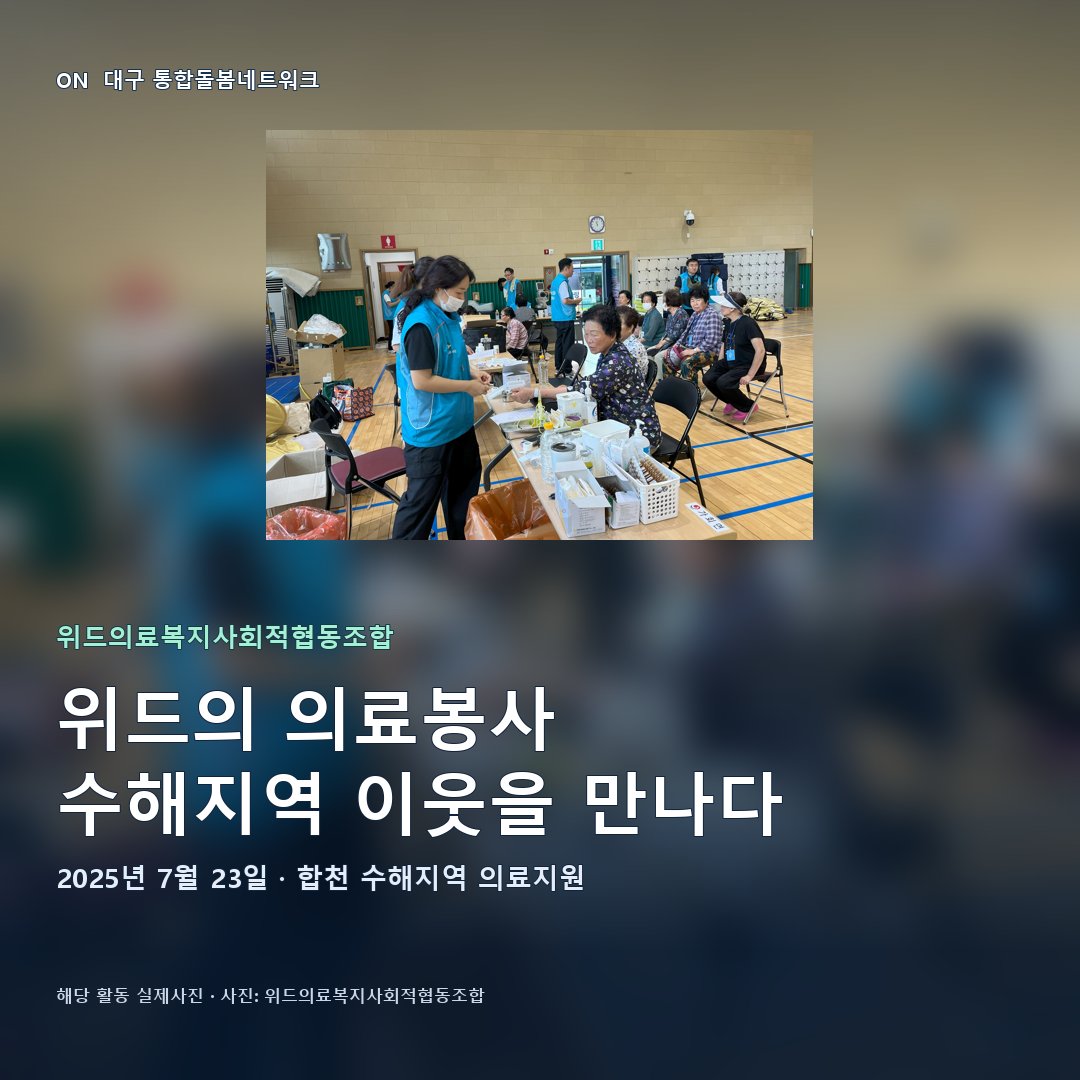 ON 대구 통합돌봄네트워크
가회면
위드의료복지사회적협동조합
위드의 의료봉사
수해지역 이웃을 만나다
2025년 7월 23일 · 합천 수해지역 의료지원
해당 활동 실제사진 · 사진: 위드의료복지사회적협동조합